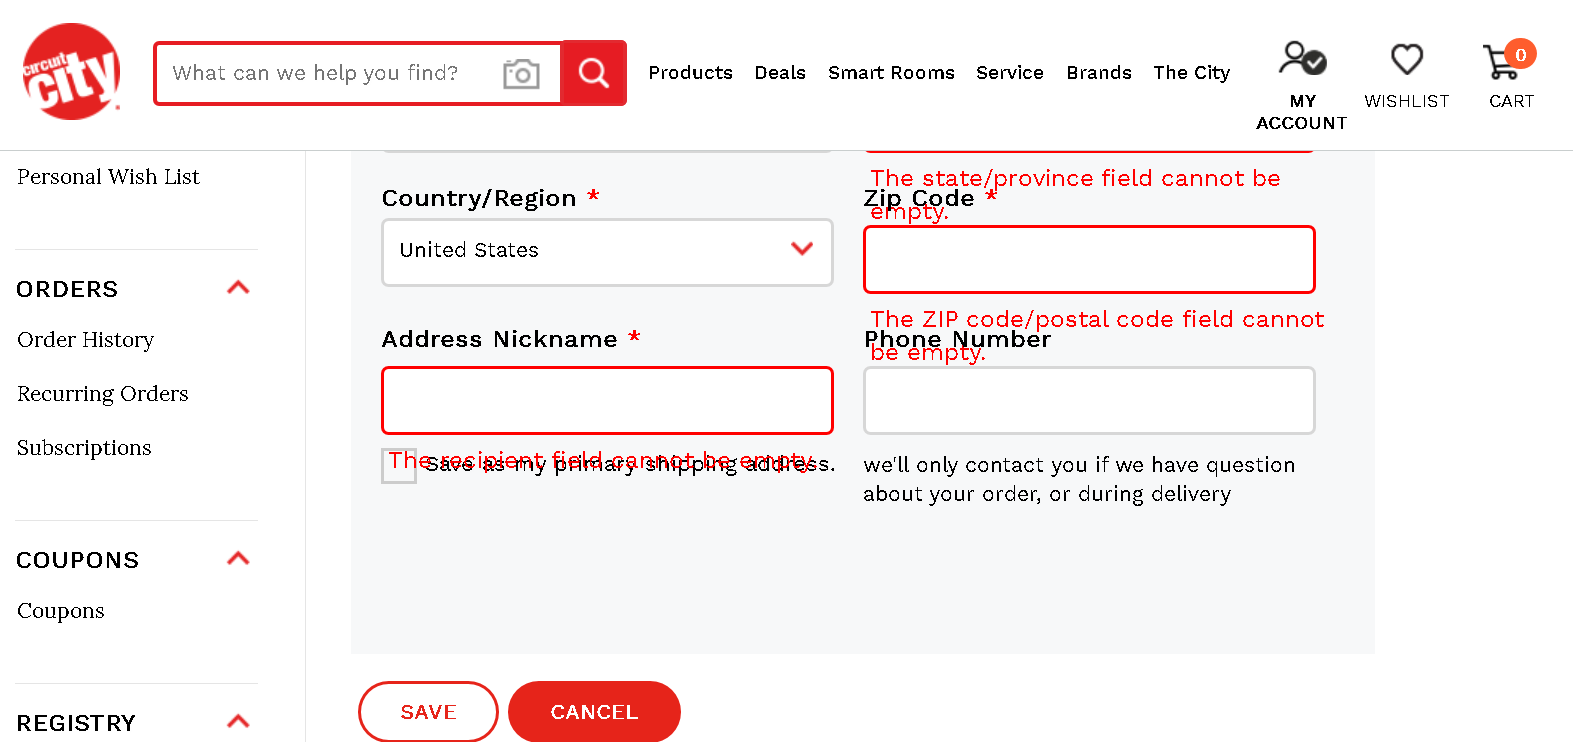 circuit
city
What can we help you find?
Products Deals Smart Rooms Service Brands The City
MY
ACCOUNT
WISHLIST
0
CART
Personal Wish List
ORDERS
Order History
Recurring Orders
Subscriptions
COUPONS
Coupons
REGISTRY
The state/province field cannot be
empty.
Country/Region *
Zip Code *
United States
The ZIP code/postal code field cannot
be empty.
Address Nickname *
Phone Number
The recipient field cannot be empty.
Save as my primary shipping address.
we'll only contact you if we have question
about your order, or during delivery
SAVE
CANCEL